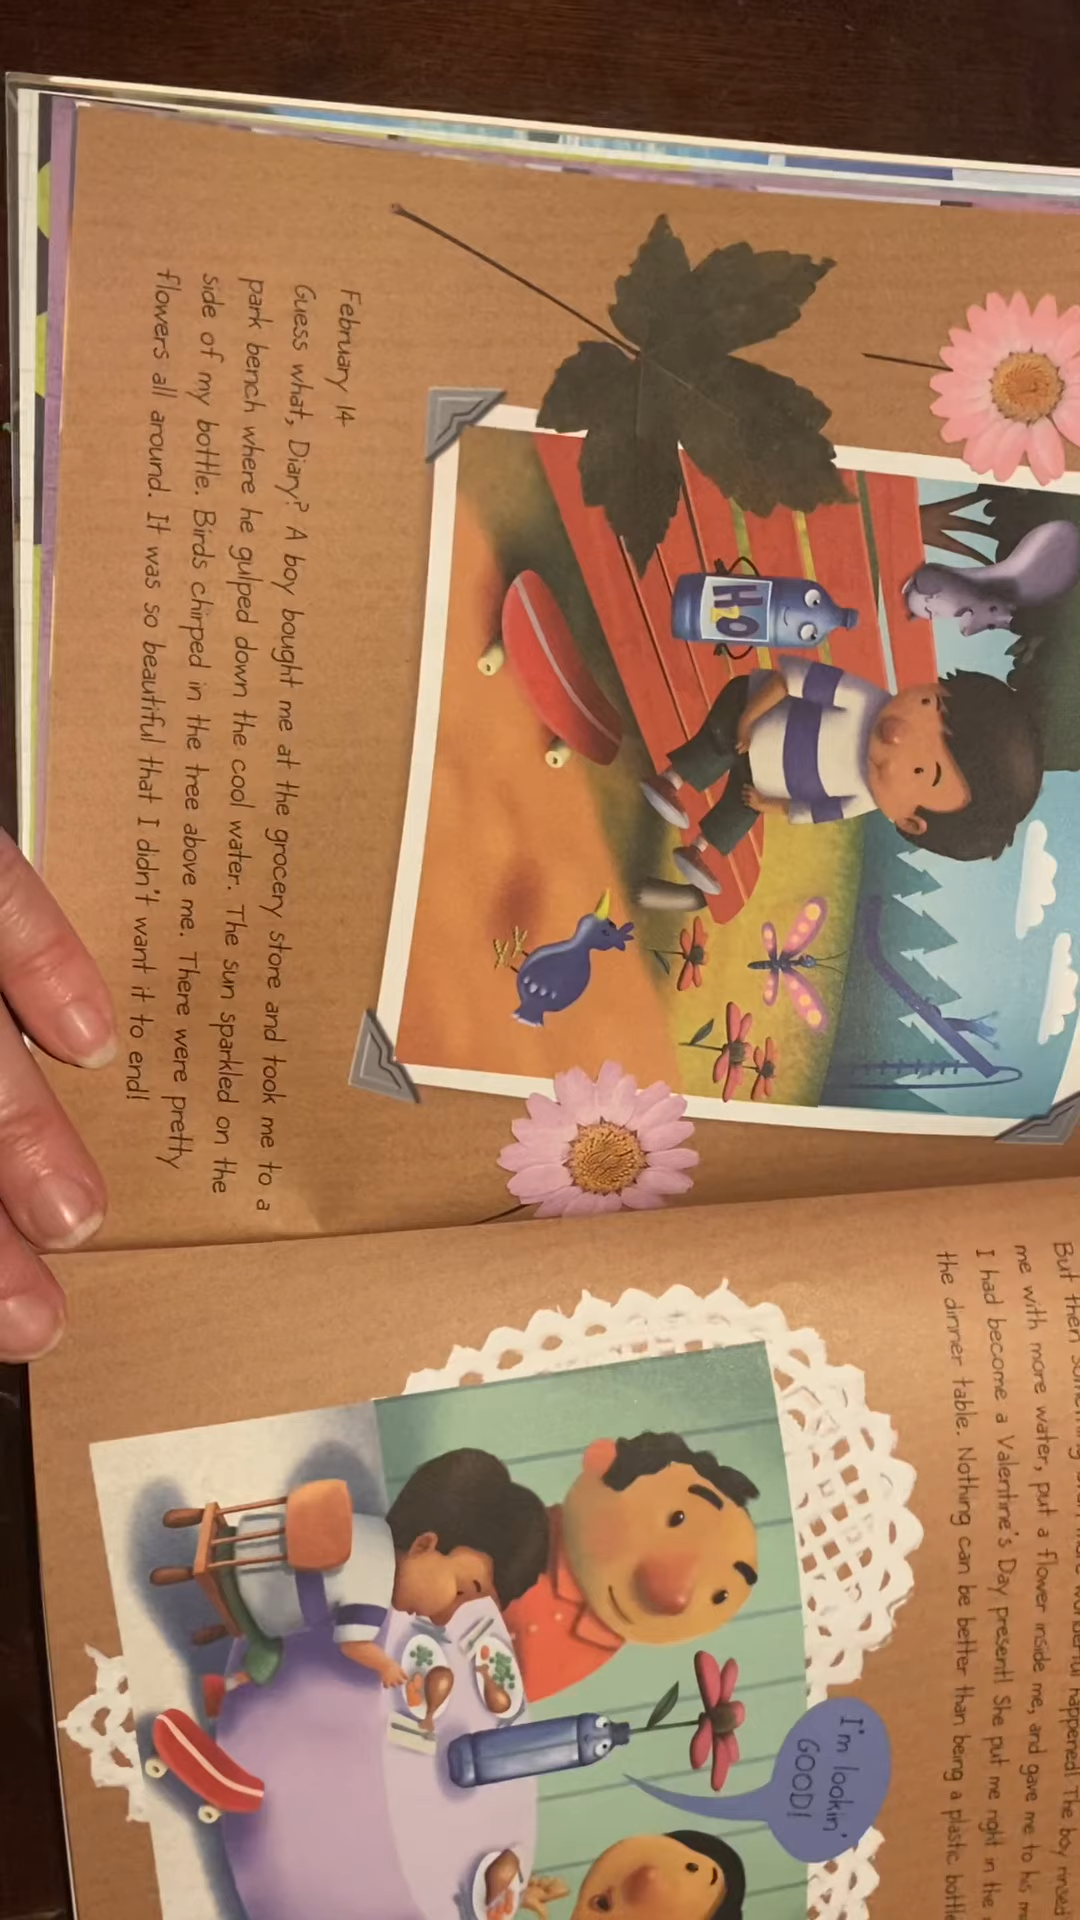 H2O
February 14
Guess what, Diary? A boy bought me at the grocery store and took me to a
park bench where he gulped down the cool water. The sun sparkled on the
side of my bottle. Birds chirped in the tree above me. There were pretty
flowers all around. It was so beautiful that I didn't want it to end!
But then happened! The boy rinsed
me with more water, put a flower inside me, and gave me to his
I had become a Valentine's Day present! She put me right in the
the dinner table. Nothing can be better than being a plastic
I'm lookin'
GOOD!